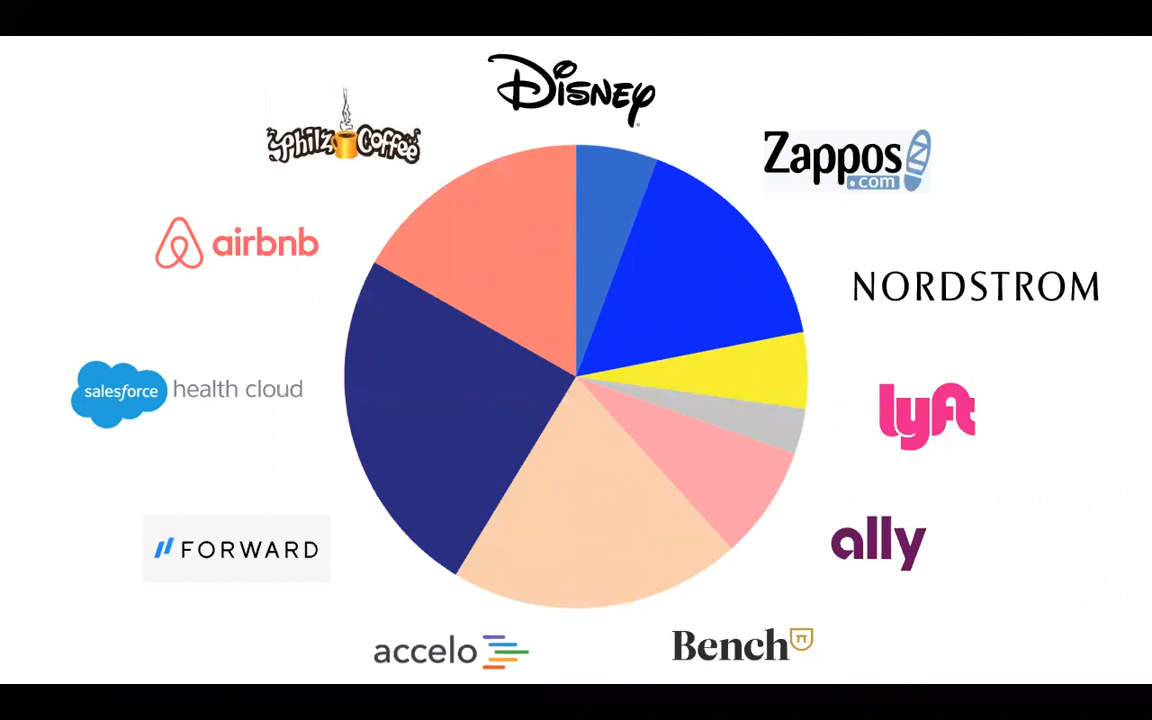 Disney
Philz Coffee
Zappos
.com
airbnb
NORDSTROM
salesforce health cloud
lyft
ally
FORWARD
accelo
Bench